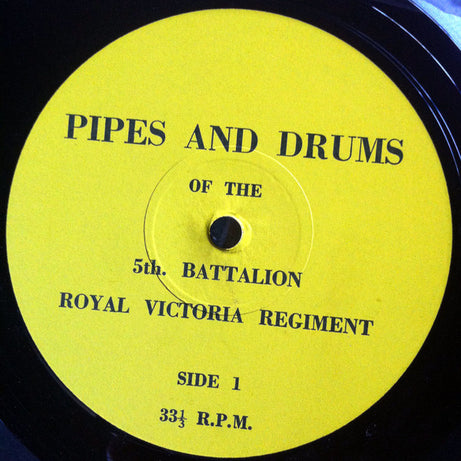 PIPES AND DRUMS
OF THE
5th. BATTALION
ROYAL VICTORIA REGIMENT
SIDE 1
33⅓ R.P.M.